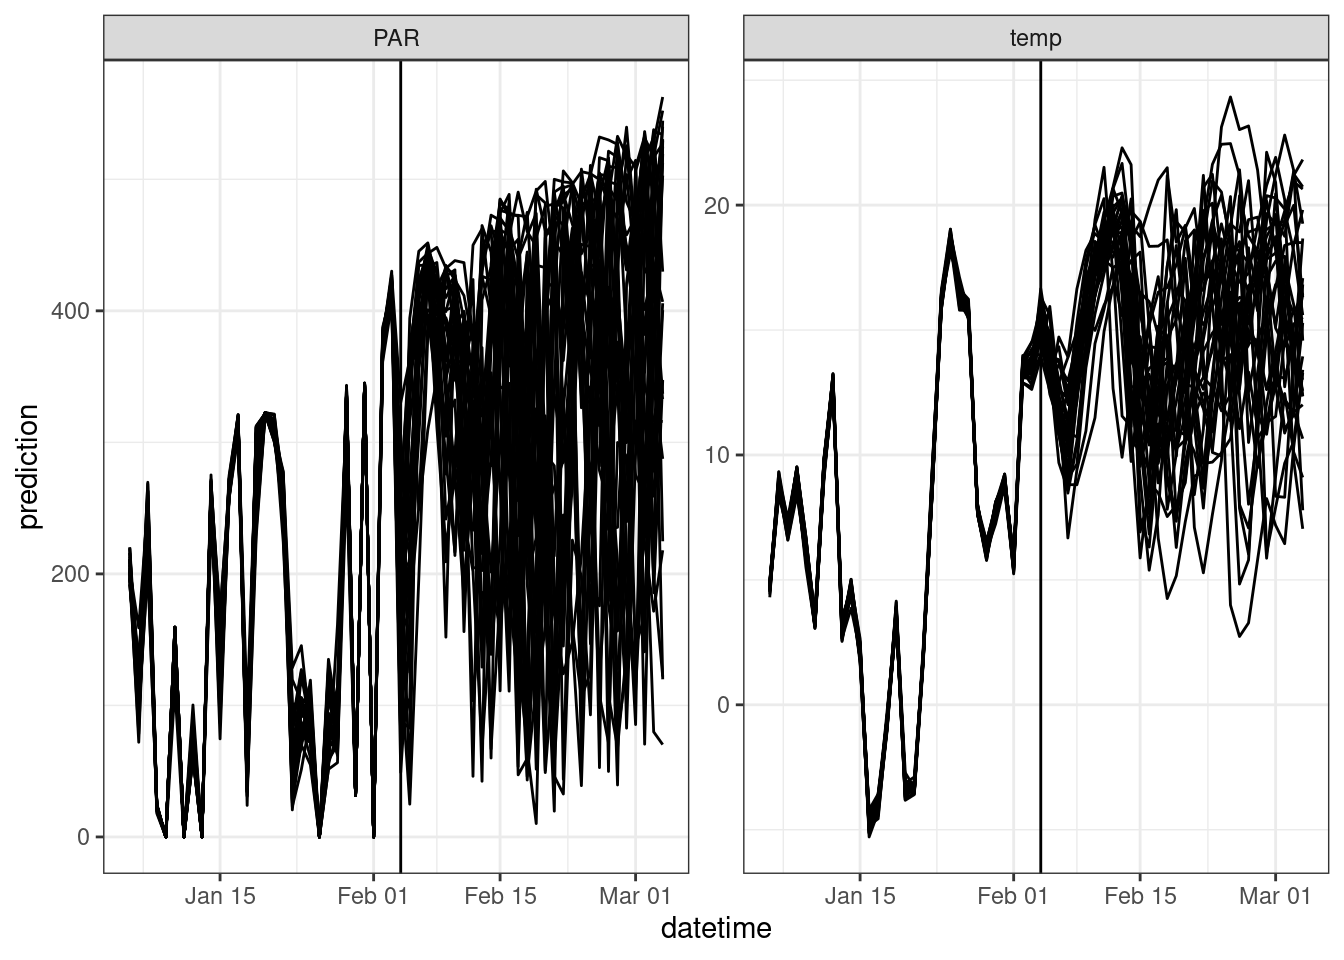 PAR
temp
prediction
400
200
0
20
10
0
Jan 15
Feb 01
Feb 15
Mar 01
Jan 15
Feb 01
Feb 15
Mar 01
datetime